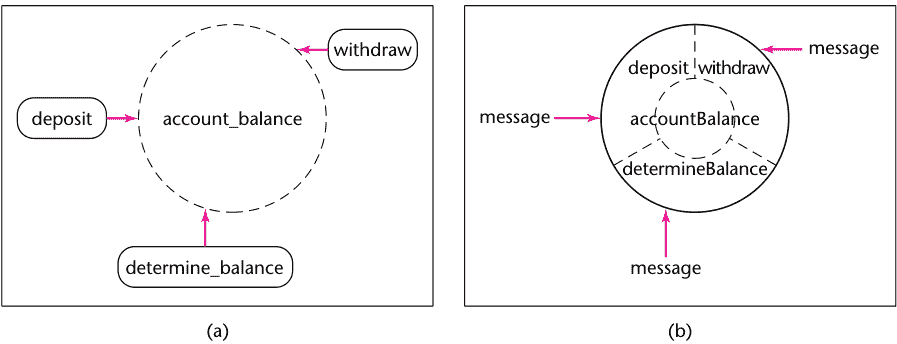 withdraw
deposit
account_balance
determine_balance
(a)
message
deposit withdraw
message
accountBalance
determineBalance
message
(b)